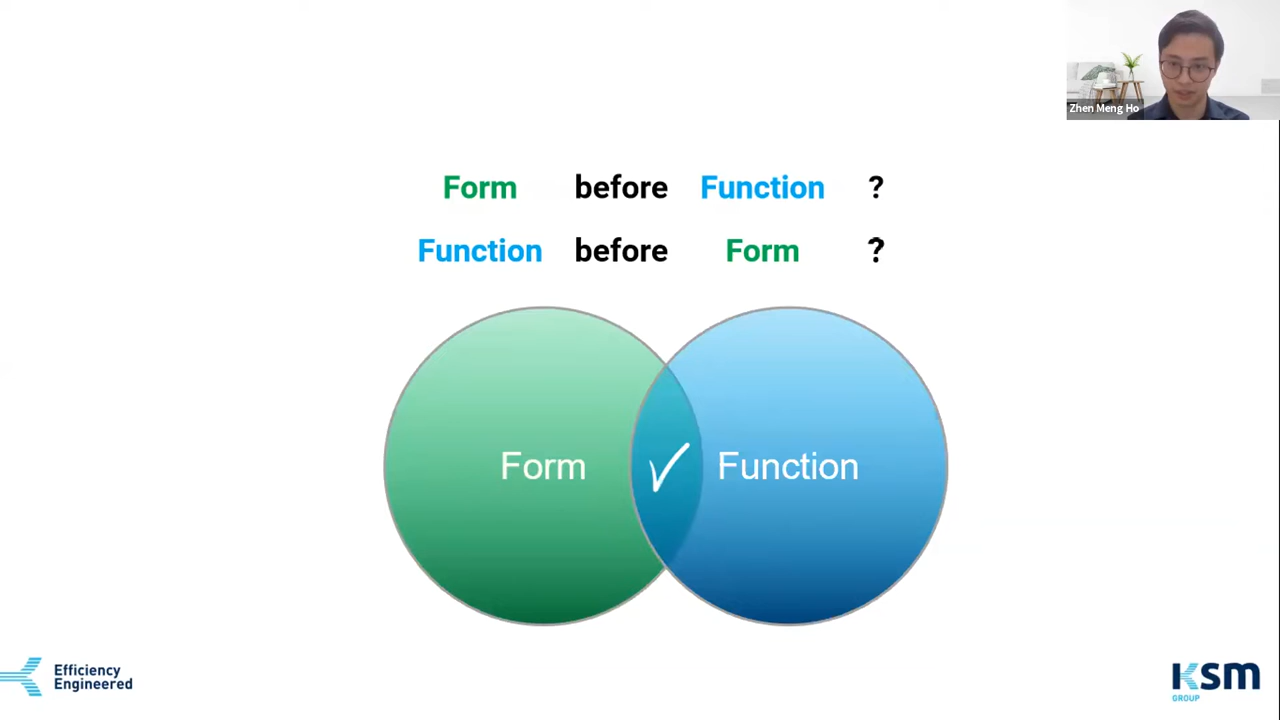 Zhen Meng Ho
Form before Function ?
Function before Form ?
Form
Function
Efficiency
Engineered
KSM
GROUP